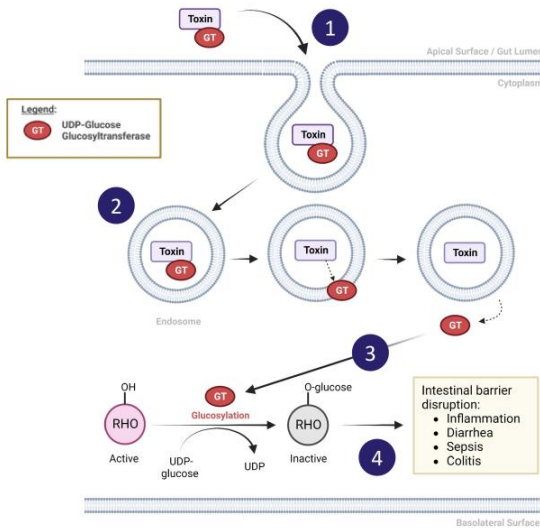 Toxin
GT
1
Apical Surface / Gut Lumen
Cytoplasm
Legend:
GT
UDP-Glucose
Glucosyltransferase
Toxin
GT
2
Toxin
GT
Toxin
GT
Toxin
GT
Endosome
3
OH
RHO
Active
GT
Glucosylation
UDP-
glucose
UDP
O-glucose
RHO
Inactive
4
Intestinal barrier
disruption:
• Inflammation
• Diarrhea
• Sepsis
• Colitis
Basolateral Surface